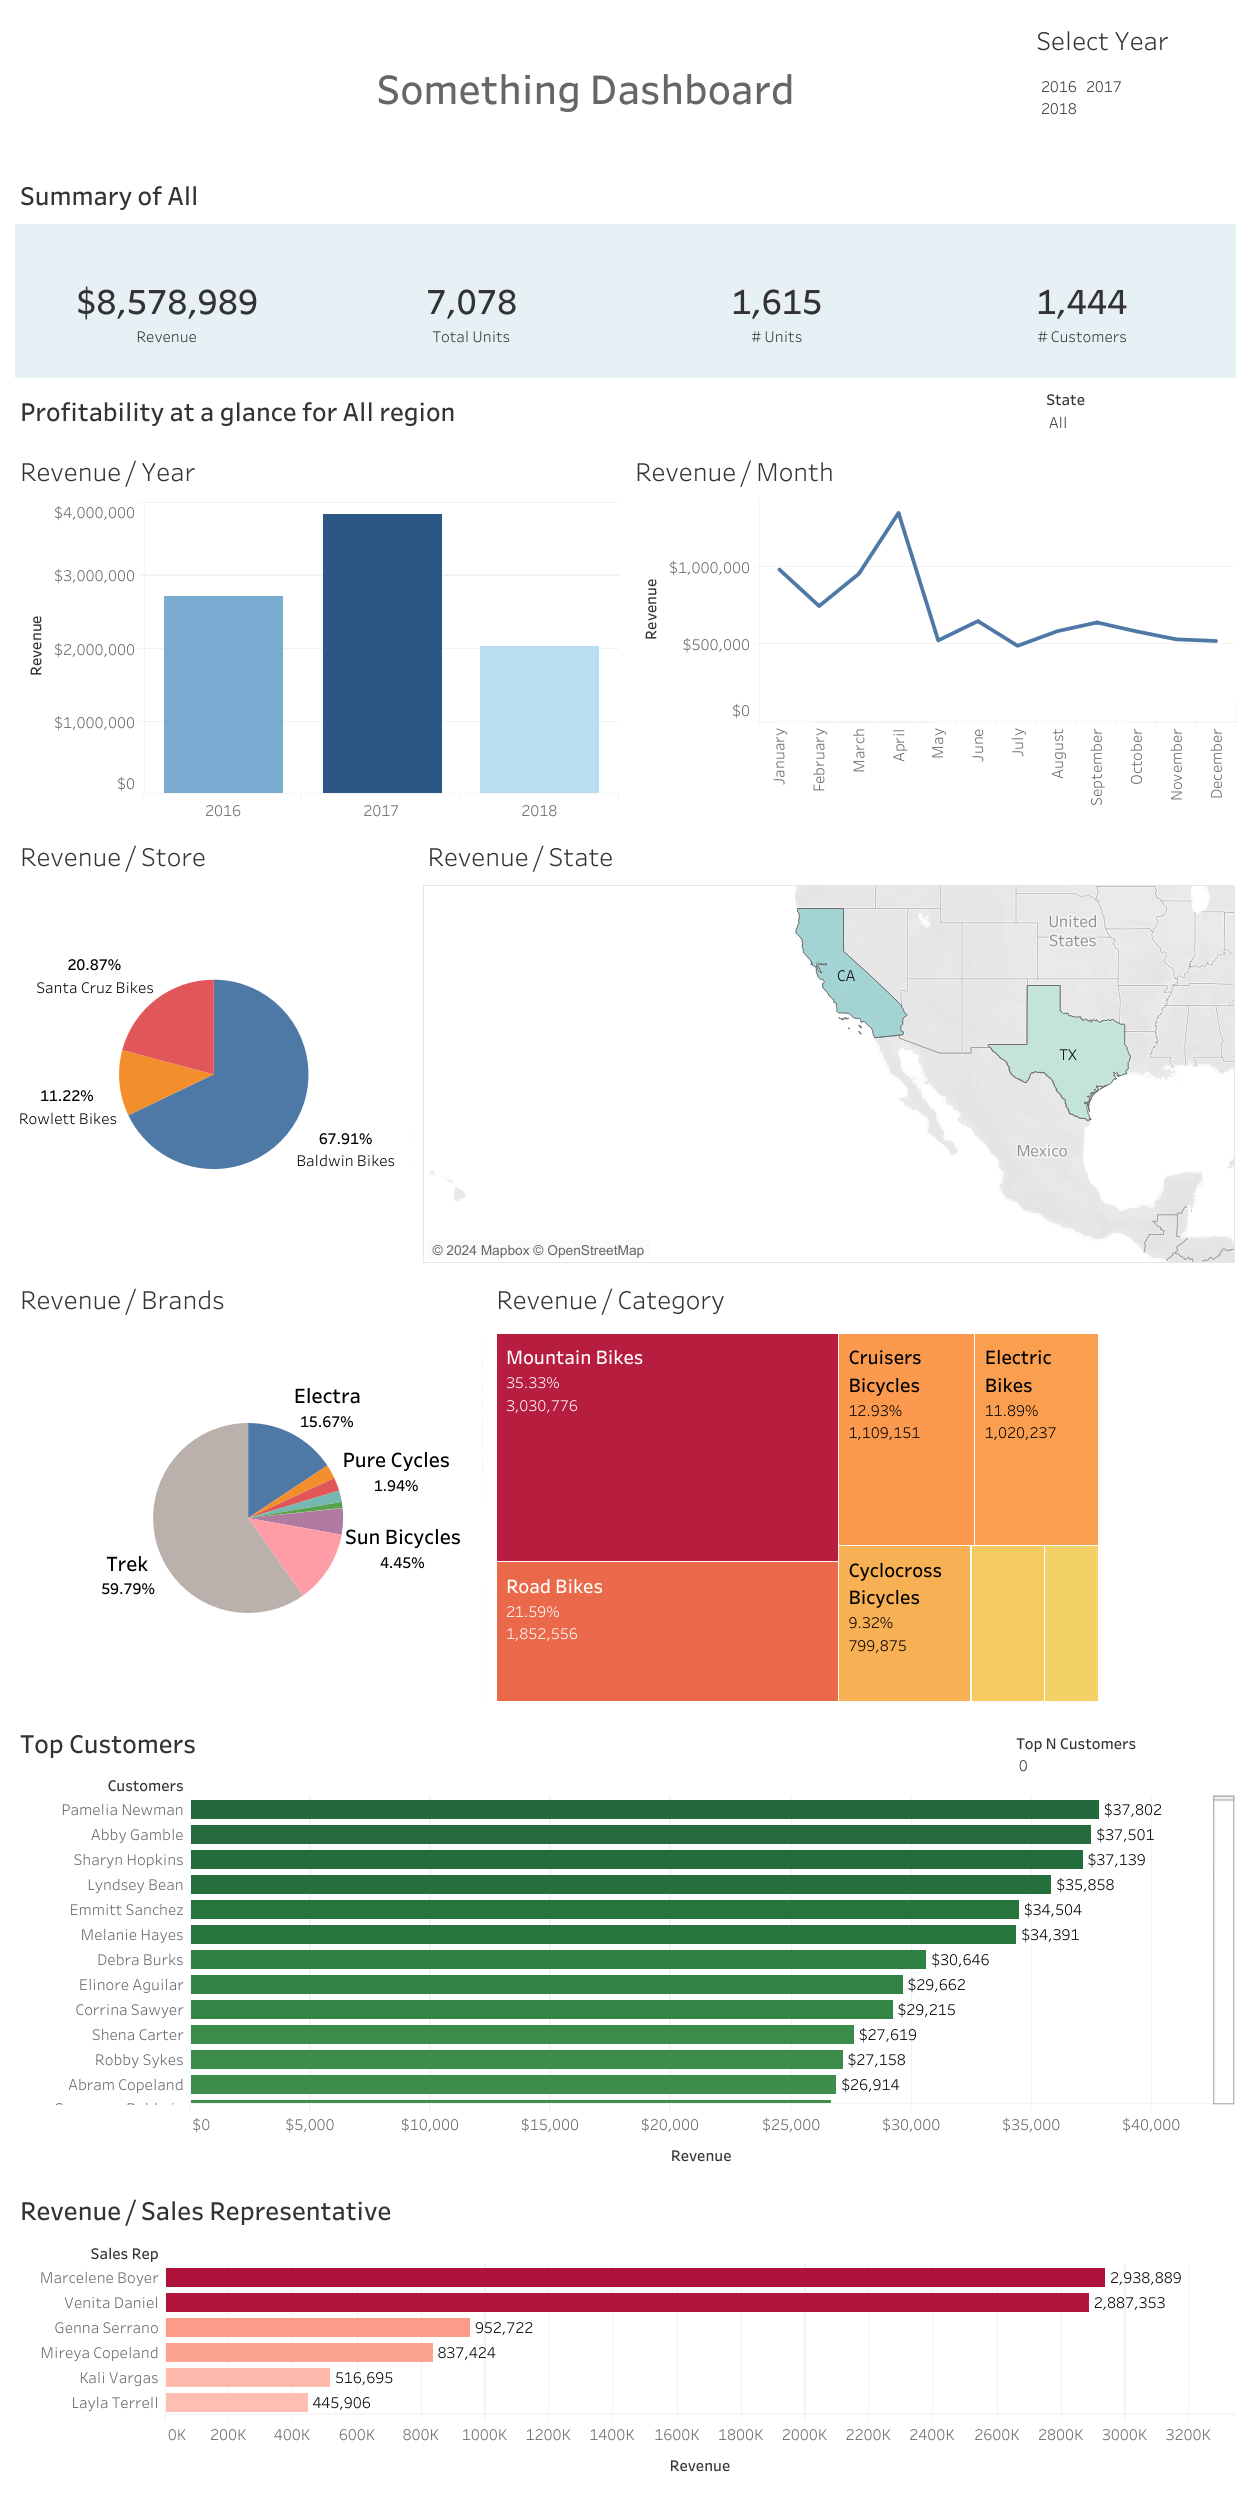 Select Year
2016 2017
2018
Something Dashboard
Summary of All
$8,578,989
Revenue
7,078
Total Units
1,615
# Units
1,444
# Customers
Profitability at a glance for All region
State
All
Revenue / Year
Revenue
$4,000,000
$3,000,000
$2,000,000
$1,000,000
$0
2016
2017
2018
Revenue / Month
Revenue
$1,000,000
$500,000
$0
January
February
March
April
May
June
July
August
September
October
November
December
Revenue / Store
20.87%
Santa Cruz Bikes
11.22%
Rowlett Bikes
67.91%
Baldwin Bikes
Revenue / State
United
States
CA
TX
Mexico
© 2024 Mapbox © OpenStreetMap
Revenue / Brands
Electra
15.67%
Pure Cycles
1.94%
Sun Bicycles
4.45%
Trek
59.79%
Revenue / Category
Mountain Bikes
35.33%
3,030,776
Cruisers
Bicycles
12.93%
1,109,151
Electric
Bikes
11.89%
1,020,237
Road Bikes
21.59%
1,852,556
Cyclocross
Bicycles
9.32%
799,875
Top Customers
Top N Customers
0
Customers
Pamelia Newman $37,802
Abby Gamble $37,501
Sharyn Hopkins $37,139
Lyndsey Bean $35,858
Emmitt Sanchez $34,504
Melanie Hayes $34,391
Debra Burks $30,646
Elinore Aguilar $29,662
Corrina Sawyer $29,215
Shena Carter $27,619
Robby Sykes $27,158
Abram Copeland $26,914
$0 $5,000 $10,000 $15,000 $20,000 $25,000 $30,000 $35,000 $40,000
Revenue
Revenue / Sales Representative
Sales Rep
Marcelene Boyer 2,938,889
Venita Daniel 2,887,353
Genna Serrano 952,722
Mireya Copeland 837,424
Kali Vargas 516,695
Layla Terrell 445,906
0K 200K 400K 600K 800K 1000K 1200K 1400K 1600K 1800K 2000K 2200K 2400K 2600K 2800K 3000K 3200K
Revenue